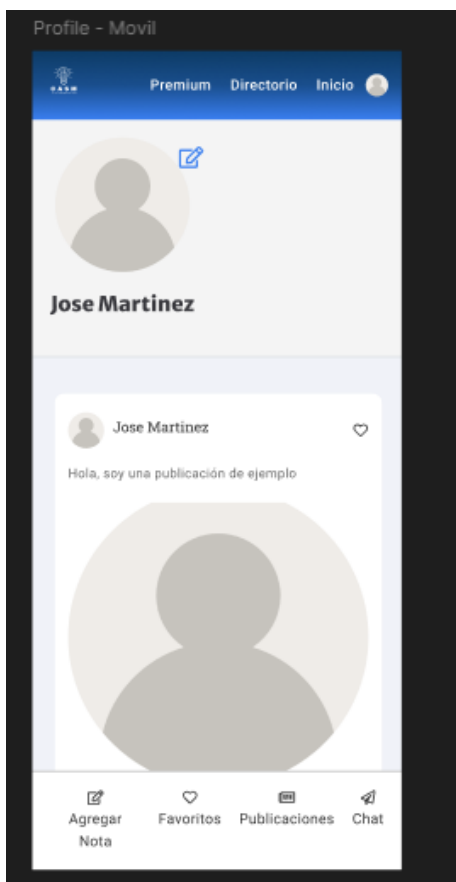 Profile - Movil
Premium Directorio Inicio
Jose Martinez
Jose Martinez
Hola, soy una publicación de ejemplo
Agregar Nota
Favoritos
Publicaciones
Chat